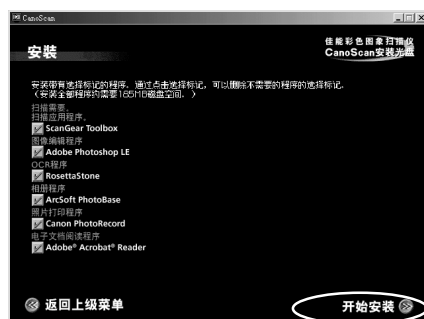 CanoScan
佳能彩色图象扫描仪
CanoScan安装光盘
安装
安装带有选择标记的程序。通过点击选择标记，可以删除不需要的程序的选择标记。
（安装全部程序约需要165MB磁盘空间。）
扫描需要。
扫描应用程序。
ScanGear Toolbox
图像编辑程序
Adobe Photoshop LE
OCR程序
RosettaStone
相册程序
ArcSoft PhotoBase
照片打印程序
Canon PhotoRecord
电子文档阅读程序
Adobe® Acrobat® Reader
返回上级菜单
开始安装